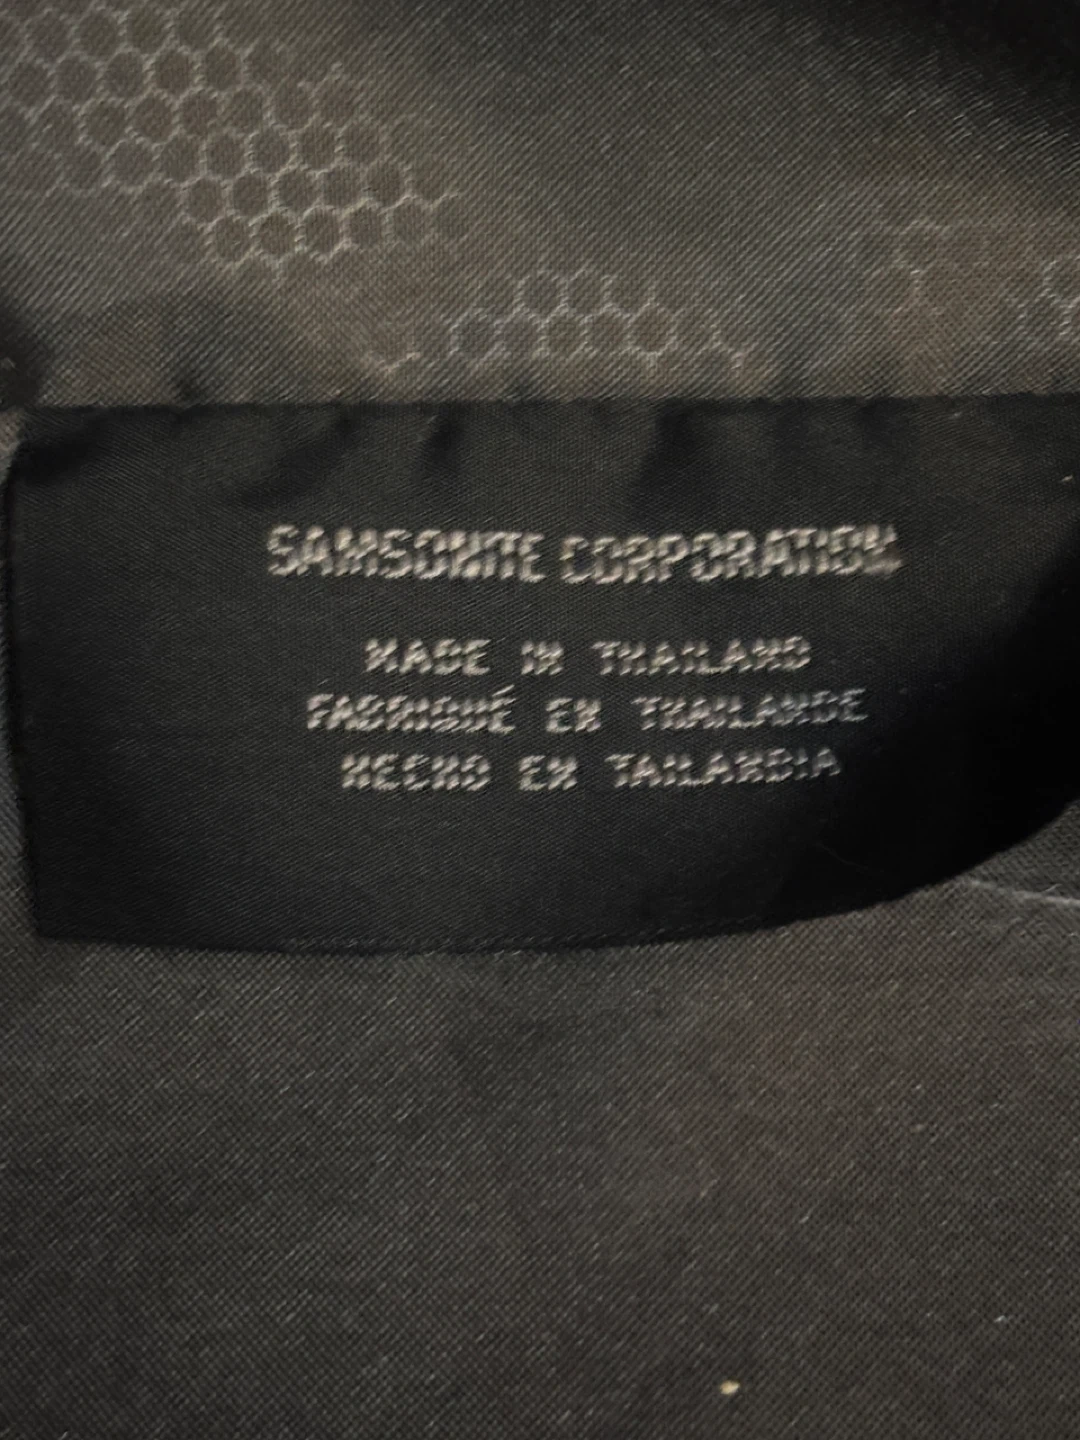 SAMSONITE CORPORATION
MADE IN THAILAND
FABRIQUÉ EN THAILANDE
HECHO EN TAILANDIA